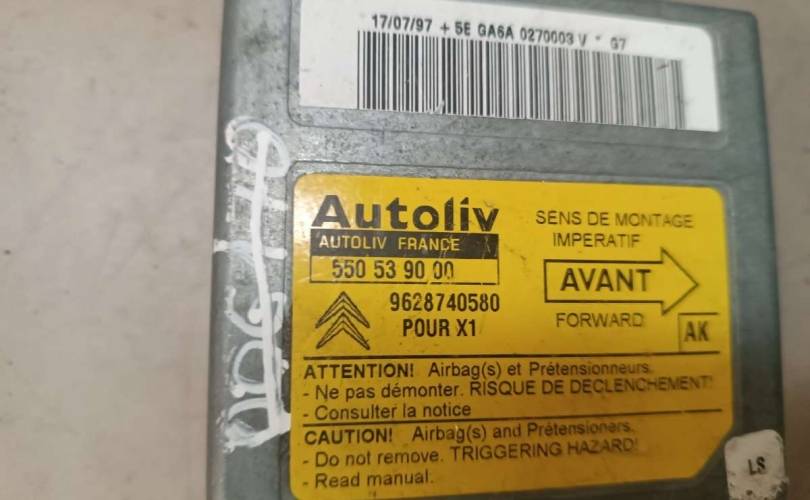 17/07/97 + 5E GA6A 0270003 V * G7
Autoliv
AUTOLIV FRANCE
550 53 90 00
9628740580
POUR X1
SENS DE MONTAGE
IMPERATIF
AVANT
FORWARD
AK
ATTENTION! Airbag(s) et Prétensionneurs.
- Ne pas démonter. RISQUE DE DECLENCHEMENT!
- Consulter la notice
CAUTION! Airbag(s) and Prétensioners.
- Do not remove. TRIGGERING HAZARD!
- Read manual.
LS